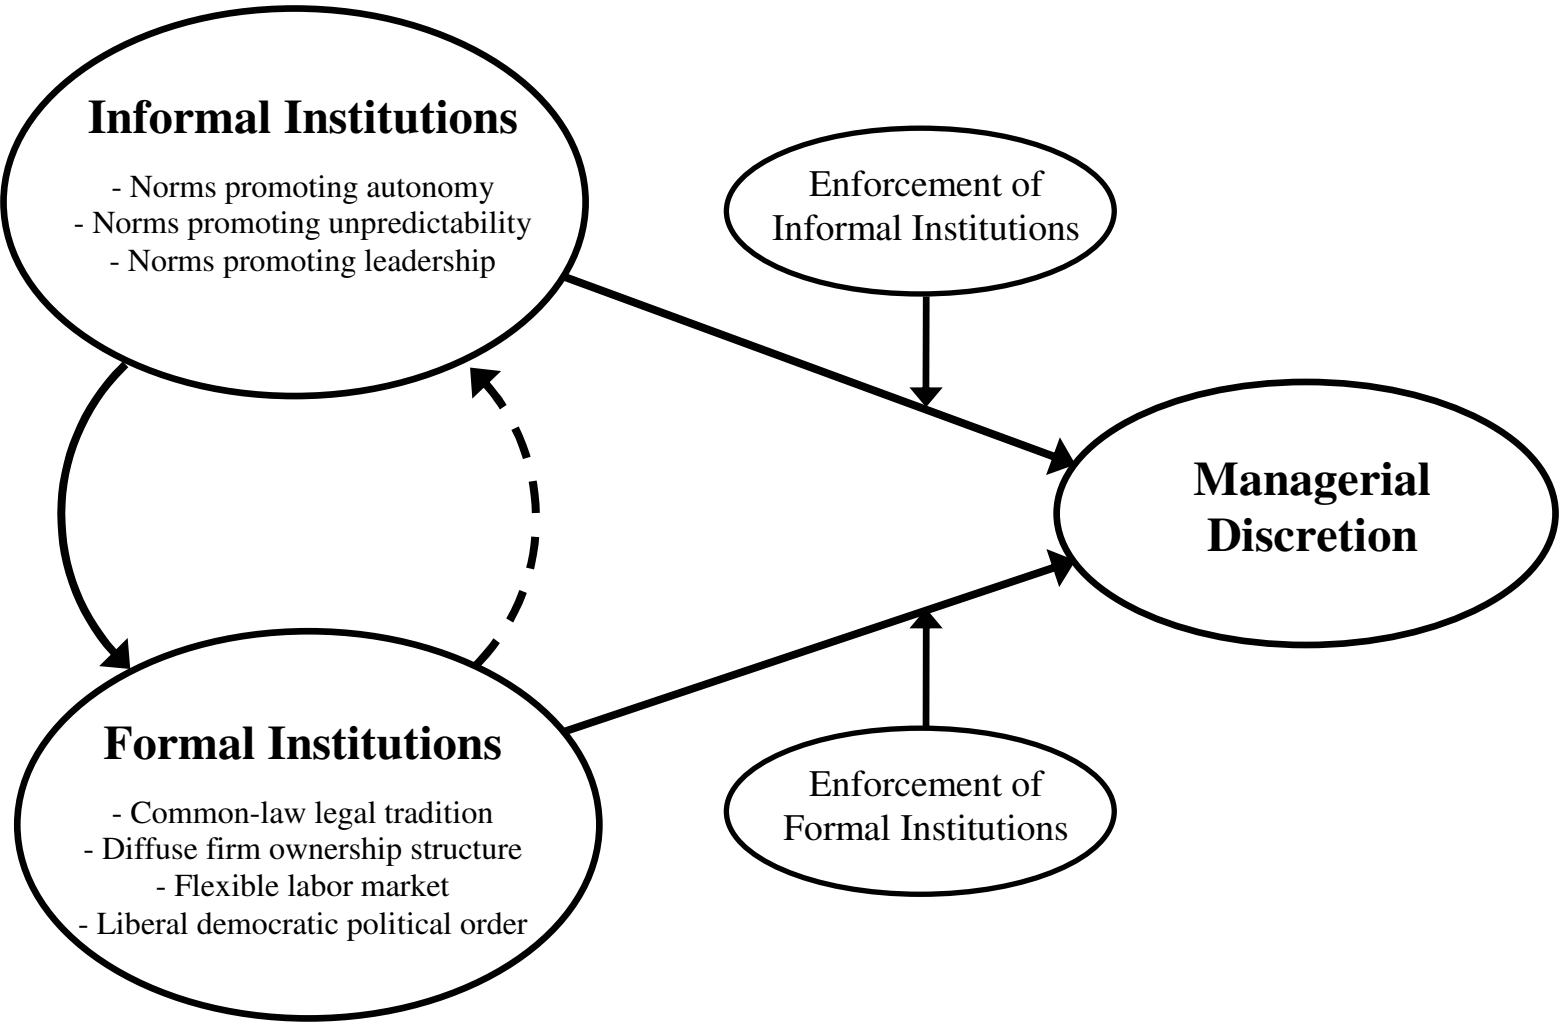 Informal Institutions
- Norms promoting autonomy
- Norms promoting unpredictability
- Norms promoting leadership
Enforcement of
Informal Institutions
Managerial
Discretion
Formal Institutions
- Common-law legal tradition
- Diffuse firm ownership structure
- Flexible labor market
- Liberal democratic political order
Enforcement of
Formal Institutions